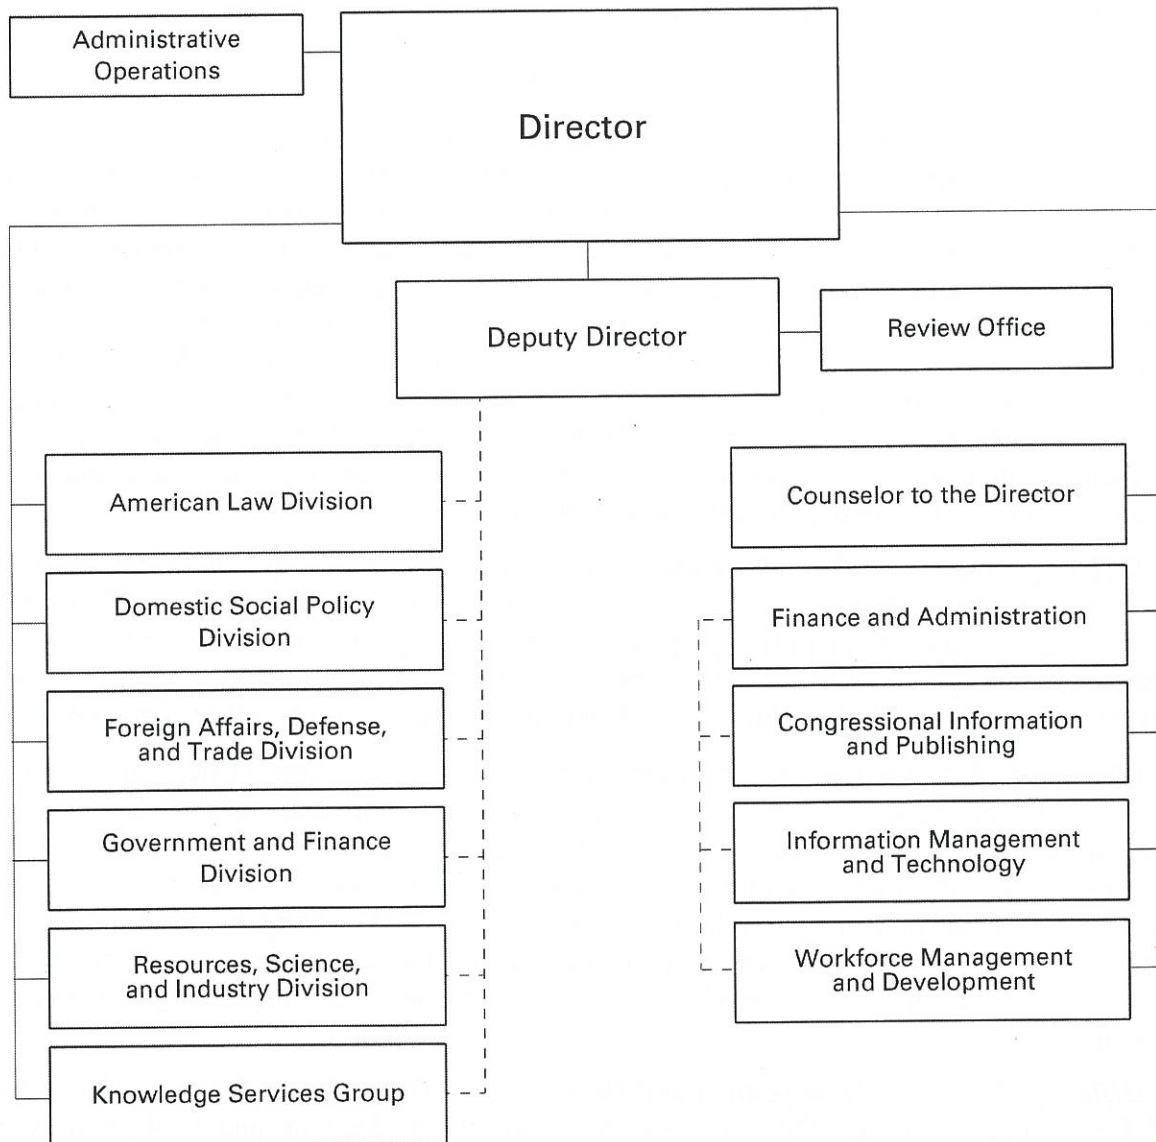 Administrative
Operations
Director
Deputy Director
Review Office
American Law Division
Domestic Social Policy
Division
Foreign Affairs, Defense,
and Trade Division
Government and Finance
Division
Resources, Science,
and Industry Division
Knowledge Services Group
Counselor to the Director
Finance and Administration
Congressional Information
and Publishing
Information Management
and Technology
Workforce Management
and Development